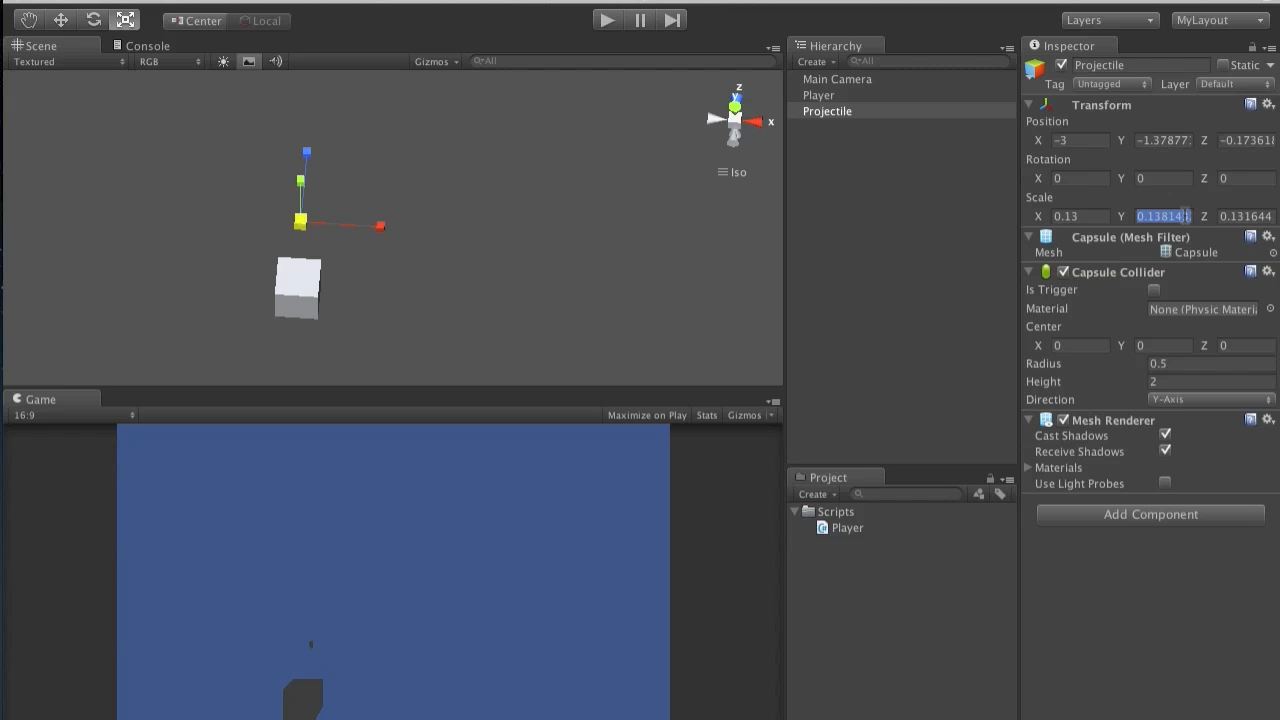 Center Local Layers MyLayout
Scene Console
Textured RGB Gizmos All
z
y
x
Iso
Game
16:9 Maximize on Play Stats Gizmos
Hierarchy
Create All
Main Camera
Player
Projectile
Project
Create
Scripts
Player
Inspector
Projectile Static
Tag Untagged Layer Default
Transform
Position
X −3 Y −1.37877 Z −0.173618
Rotation
X 0 Y 0 Z 0
Scale
X 0.13 Y 0.13814 Z 0.131644
Capsule (Mesh Filter)
Mesh Capsule
Capsule Collider
Is Trigger
Material None (Physic Materi
Center
X 0 Y 0 Z 0
Radius 0.5
Height 2
Direction Y-Axis
Mesh Renderer
Cast Shadows
Receive Shadows
Materials
Use Light Probes
Add Component